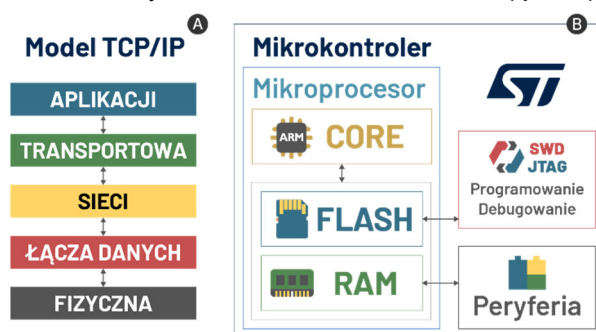 A
Model TCP/IP
APLIKACJI
TRANSPORTOWA
SIECI
ŁĄCZA DANYCH
FIZYCZNA
B
Mikrokontroler
Mikroprocesor
ARM
CORE
FLASH
RAM
ST
SWD
JTAG
Programowanie
Debugowanie
Peryferia